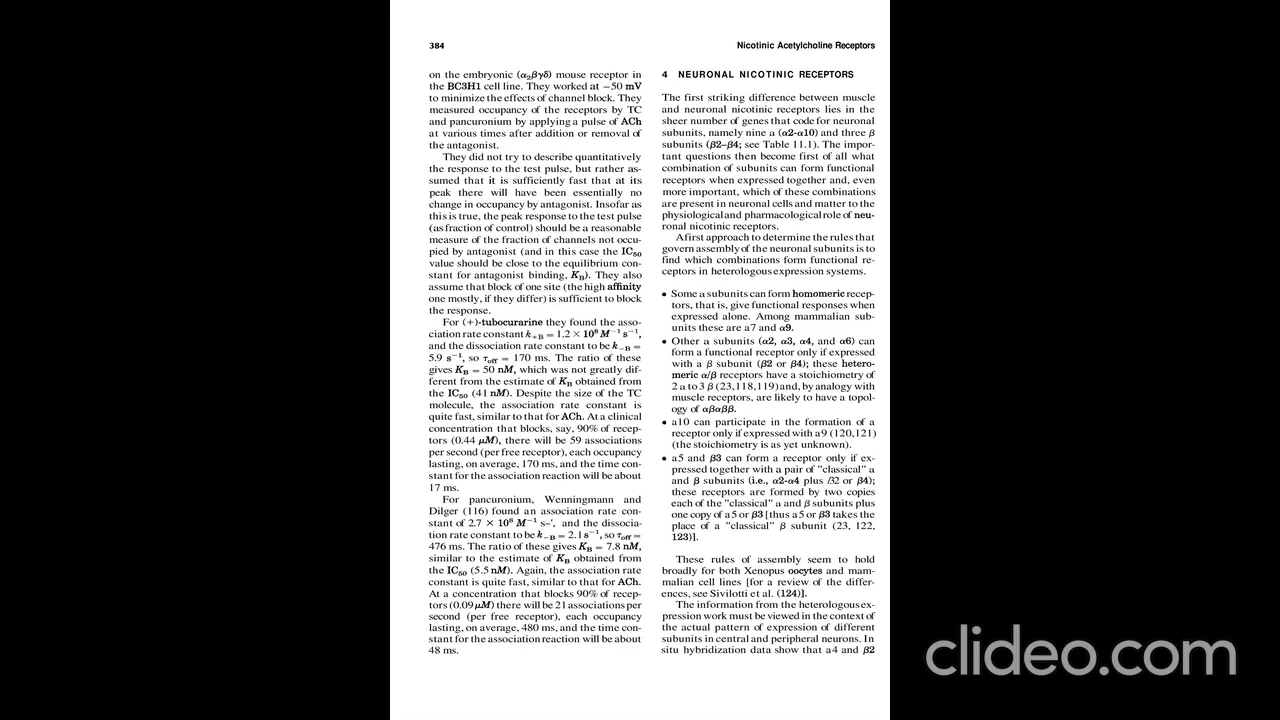 384
Nicotinic Acetylcholine Receptors
on the embryonic (α₂βγδ) mouse receptor in
the BC3H1 cell line. They worked at −50 mV
to minimize the effects of channel block. They
measured occupancy of the receptors by TC
and pancuronium by applying a pulse of ACh
at various times after addition or removal of
the antagonist.
They did not try to describe quantitatively
the response to the test pulse, but rather as-
sumed that it is sufficiently fast that at its
peak there will have been essentially no
change in occupancy by antagonist. Insofar as
this is true, the peak response to the test pulse
(as fraction of control) should be a reasonable
measure of the fraction of channels not occu-
pied by antagonist (and in this case the IC₅₀
value should be close to the equilibrium con-
stant for antagonist binding, K_B). They also
assume that block of one site (the high affinity
one mostly, if they differ) is sufficient to block
the response.
For (+)-tubocurarine they found the asso-
ciation rate constant k₊B = 1.2 × 10⁸ M⁻¹ s⁻¹,
and the dissociation rate constant to be k₋B =
5.9 s⁻¹, so τoff = 170 ms. The ratio of these
gives K_B = 50 nM, which was not greatly dif-
ferent from the estimate of K_B obtained from
the IC₅₀ (41 nM). Despite the size of the TC
molecule, the association rate constant is
quite fast, similar to that for ACh. At a clinical
concentration that blocks, say, 90% of recep-
tors (0.44 μM), there will be 59 associations
per second (per free receptor), each occupancy
lasting, on average, 170 ms, and the time con-
stant for the association reaction will be about
17 ms.
For pancuronium, Wenningmann and
Dilger (116) found an association rate con-
stant of 2.7 × 10⁸ M⁻¹ s–', and the dissocia-
tion rate constant to be k₋B = 2.1 s⁻¹, so τoff =
476 ms. The ratio of these gives K_B = 7.8 nM,
similar to the estimate of K_B obtained from
the IC₅₀ (5.5 nM). Again, the association rate
constant is quite fast, similar to that for ACh.
At a concentration that blocks 90% of recep-
tors (0.09 μM) there will be 21 associations per
second (per free receptor), each occupancy
lasting, on average, 480 ms, and the time con-
stant for the association reaction will be about
48 ms.
4 NEURONAL NICOTINIC RECEPTORS
The first striking difference between muscle
and neuronal nicotinic receptors lies in the
sheer number of genes that code for neuronal
subunits, namely nine a (α2-α10) and three β
subunits (β2–β4; see Table 11.1). The impor-
tant questions then become first of all what
combination of subunits can form functional
receptors when expressed together and, even
more important, which of these combinations
are present in neuronal cells and matter to the
physiological and pharmacological role of neu-
ronal nicotinic receptors.
A first approach to determine the rules that
govern assembly of the neuronal subunits is to
find which combinations form functional re-
ceptors in heterologous expression systems.
• Some a subunits can form homomeric recep-
tors, that is, give functional responses when
expressed alone. Among mammalian sub-
units these are a7 and α9.
• Other a subunits (α2, α3, α4, and α6) can
form a functional receptor only if expressed
with a β subunit (β2 or β4); these hetero-
meric α/β receptors have a stoichiometry of
2 a to 3 β (23,118,119) and, by analogy with
muscle receptors, are likely to have a topol-
ogy of αβαββ.
• a10 can participate in the formation of a
receptor only if expressed with a9 (120,121)
(the stoichiometry is as yet unknown).
• a5 and β3 can form a receptor only if ex-
pressed together with a pair of "classical" a
and β subunits (i.e., α2-α4 plus /32 or β4);
these receptors are formed by two copies
each of the "classical" a and β subunits plus
one copy of a5 or β3 [thus a5 or β3 takes the
place of a "classical" β subunit (23, 122,
123)].
These rules of assembly seem to hold
broadly for both Xenopus oocytes and mam-
malian cell lines [for a review of the differ-
ences, see Sivilotti et al. (124)].
The information from the heterologous ex-
pression work must be viewed in the context of
the actual pattern of expression of different
subunits in central and peripheral neurons. In
situ hybridization data show that a4 and β2
clideo.com